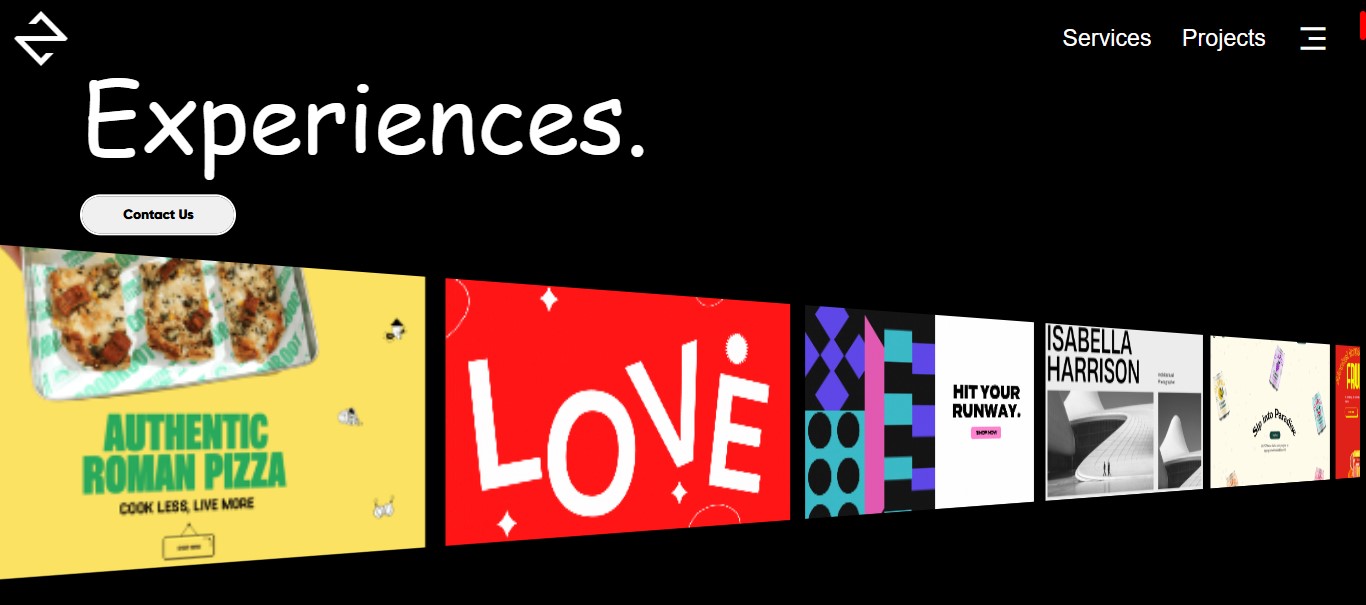 Services Projects
Experiences.
Contact Us
AUTHENTIC
ROMAN PIZZA
COOK LESS, LIVE MORE
LOVE
HIT YOUR
RUNWAY.
SHOP NOW
ISABELLA
HARRISON
Sip into Paradise